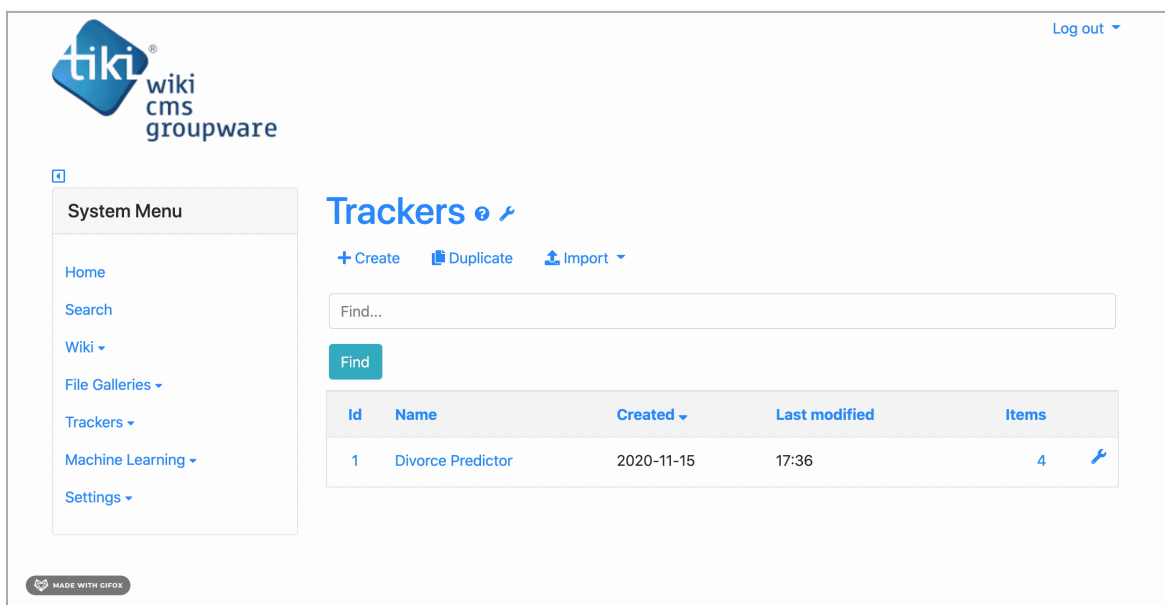 Log out
tiki®
wiki
cms
groupware
System Menu
Home
Search
Wiki
File Galleries
Trackers
Machine Learning
Settings
Trackers
Create Duplicate Import
Find...
Find
Id Name Created Last modified Items
1 Divorce Predictor 2020-11-15 17:36 4
MADE WITH GIFOX